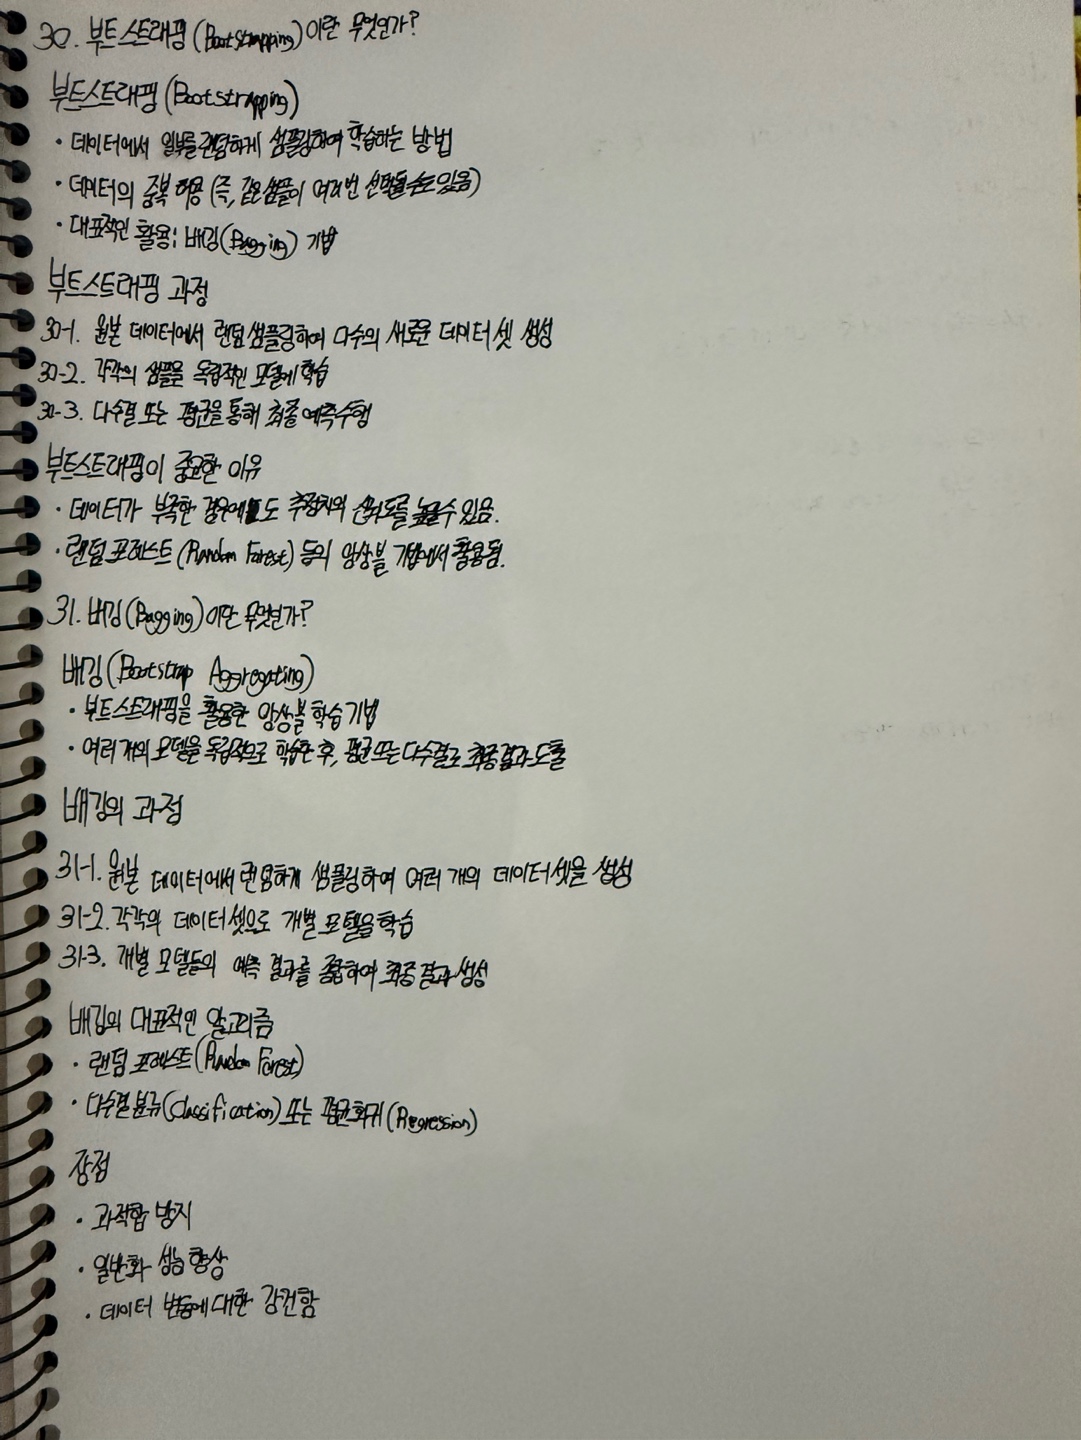 30. 부트스트래핑(Bootstrapping)이란 무엇인가?
부트스트래핑(Bootstrapping)
· 데이터에서 일부를 랜덤하게 샘플링하여 학습하는 방법
· 데이터의 중복 허용 (즉, 같은 샘플이 여러번 선택될 수도 있음)
· 대표적인 활용: 배깅(Bagging) 기법
부트스트래핑 과정
30-1. 원본 데이터에서 랜덤 샘플링하여 다수의 새로운 데이터 셋 생성
30-2. 각각의 샘플을 독립적인 모델에 학습
30-3. 다수결 또는 평균을 통해 최종 예측수행
부트스트래핑이 중요한 이유
· 데이터가 부족한 경우에도 추정치의 신뢰도를 높일 수 있음.
· 랜덤 포레스트(Random Forest) 등의 앙상블 기법에서 활용됨.
31. 배깅(Bagging)이란 무엇인가?
배깅(Bootstrap Aggregating)
· 부트스트래핑을 활용한 앙상블 학습 기법
· 여러 개의 모델을 독립적으로 학습한 후, 평균 또는 다수결로 최종결과 도출
배깅의 과정
31-1. 원본 데이터에서 랜덤하게 샘플링하여 여러 개의 데이터 셋을 생성
31-2. 각각의 데이터 셋으로 개별 모델을 학습
31-3. 개별 모델들의 예측 결과를 종합하여 최종 결과 생성
배깅의 대표적인 알고리즘
· 랜덤 포레스트(Random Forest)
· 다수결 분류(Classification) 또는 평균 회귀(Regression)
장점
· 과적합 방지
· 일반화 성능 향상
· 데이터 변동에 대한 강건함